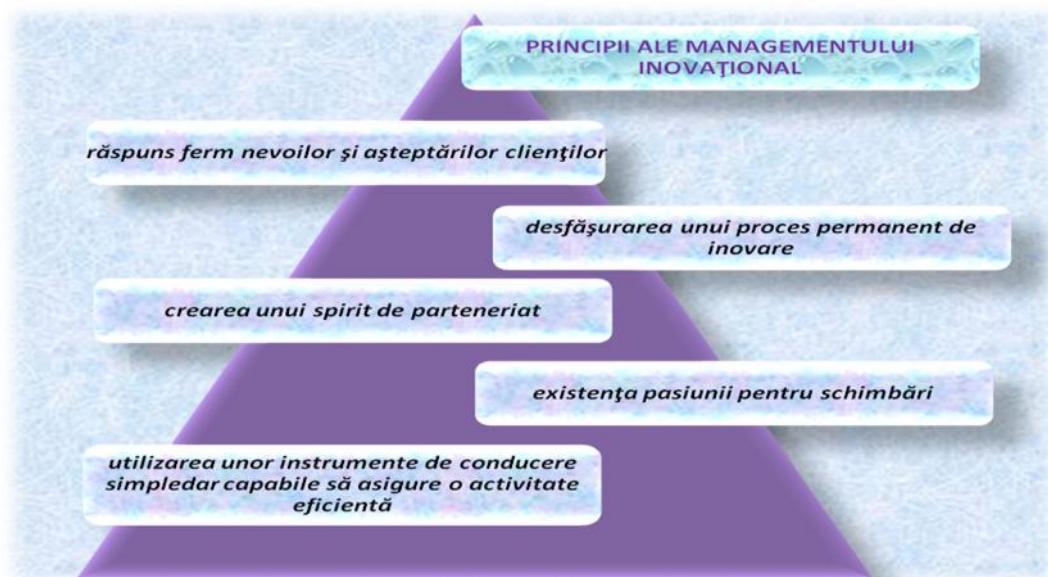 PRINCIPII ALE MANAGEMENTULUI
INOVAŢIONAL
răspuns ferm nevoilor şi aşteptărilor clienţilor
desfăşurarea unui proces permanent de
inovare
crearea unui spirit de parteneriat
existenţa pasiunii pentru schimbări
utilizarea unor instrumente de conducere
simpledar capabile să asigure o activitate
eficientă